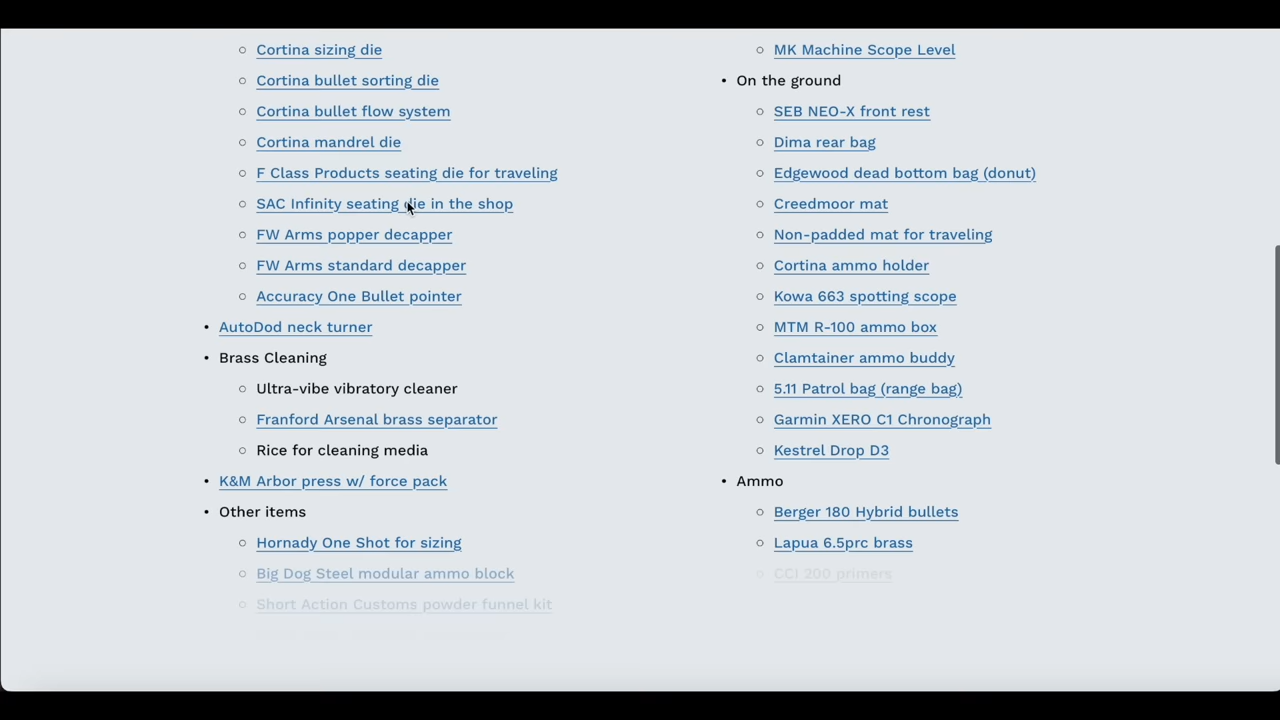 Cortina sizing die
Cortina bullet sorting die
Cortina bullet flow system
Cortina mandrel die
F Class Products seating die for traveling
SAC Infinity seating die in the shop
FW Arms popper decapper
FW Arms standard decapper
Accuracy One Bullet pointer
AutoDod neck turner
Brass Cleaning
Ultra-vibe vibratory cleaner
Franford Arsenal brass separator
Rice for cleaning media
K&M Arbor press w/ force pack
Other items
Hornady One Shot for sizing
Big Dog Steel modular ammo block
Short Action Customs powder funnel kit
MK Machine Scope Level
On the ground
SEB NEO-X front rest
Dima rear bag
Edgewood dead bottom bag (donut)
Creedmoor mat
Non-padded mat for traveling
Cortina ammo holder
Kowa 663 spotting scope
MTM R-100 ammo box
Clamtainer ammo buddy
5.11 Patrol bag (range bag)
Garmin XERO C1 Chronograph
Kestrel Drop D3
Ammo
Berger 180 Hybrid bullets
Lapua 6.5prc brass
CCI 200 primers